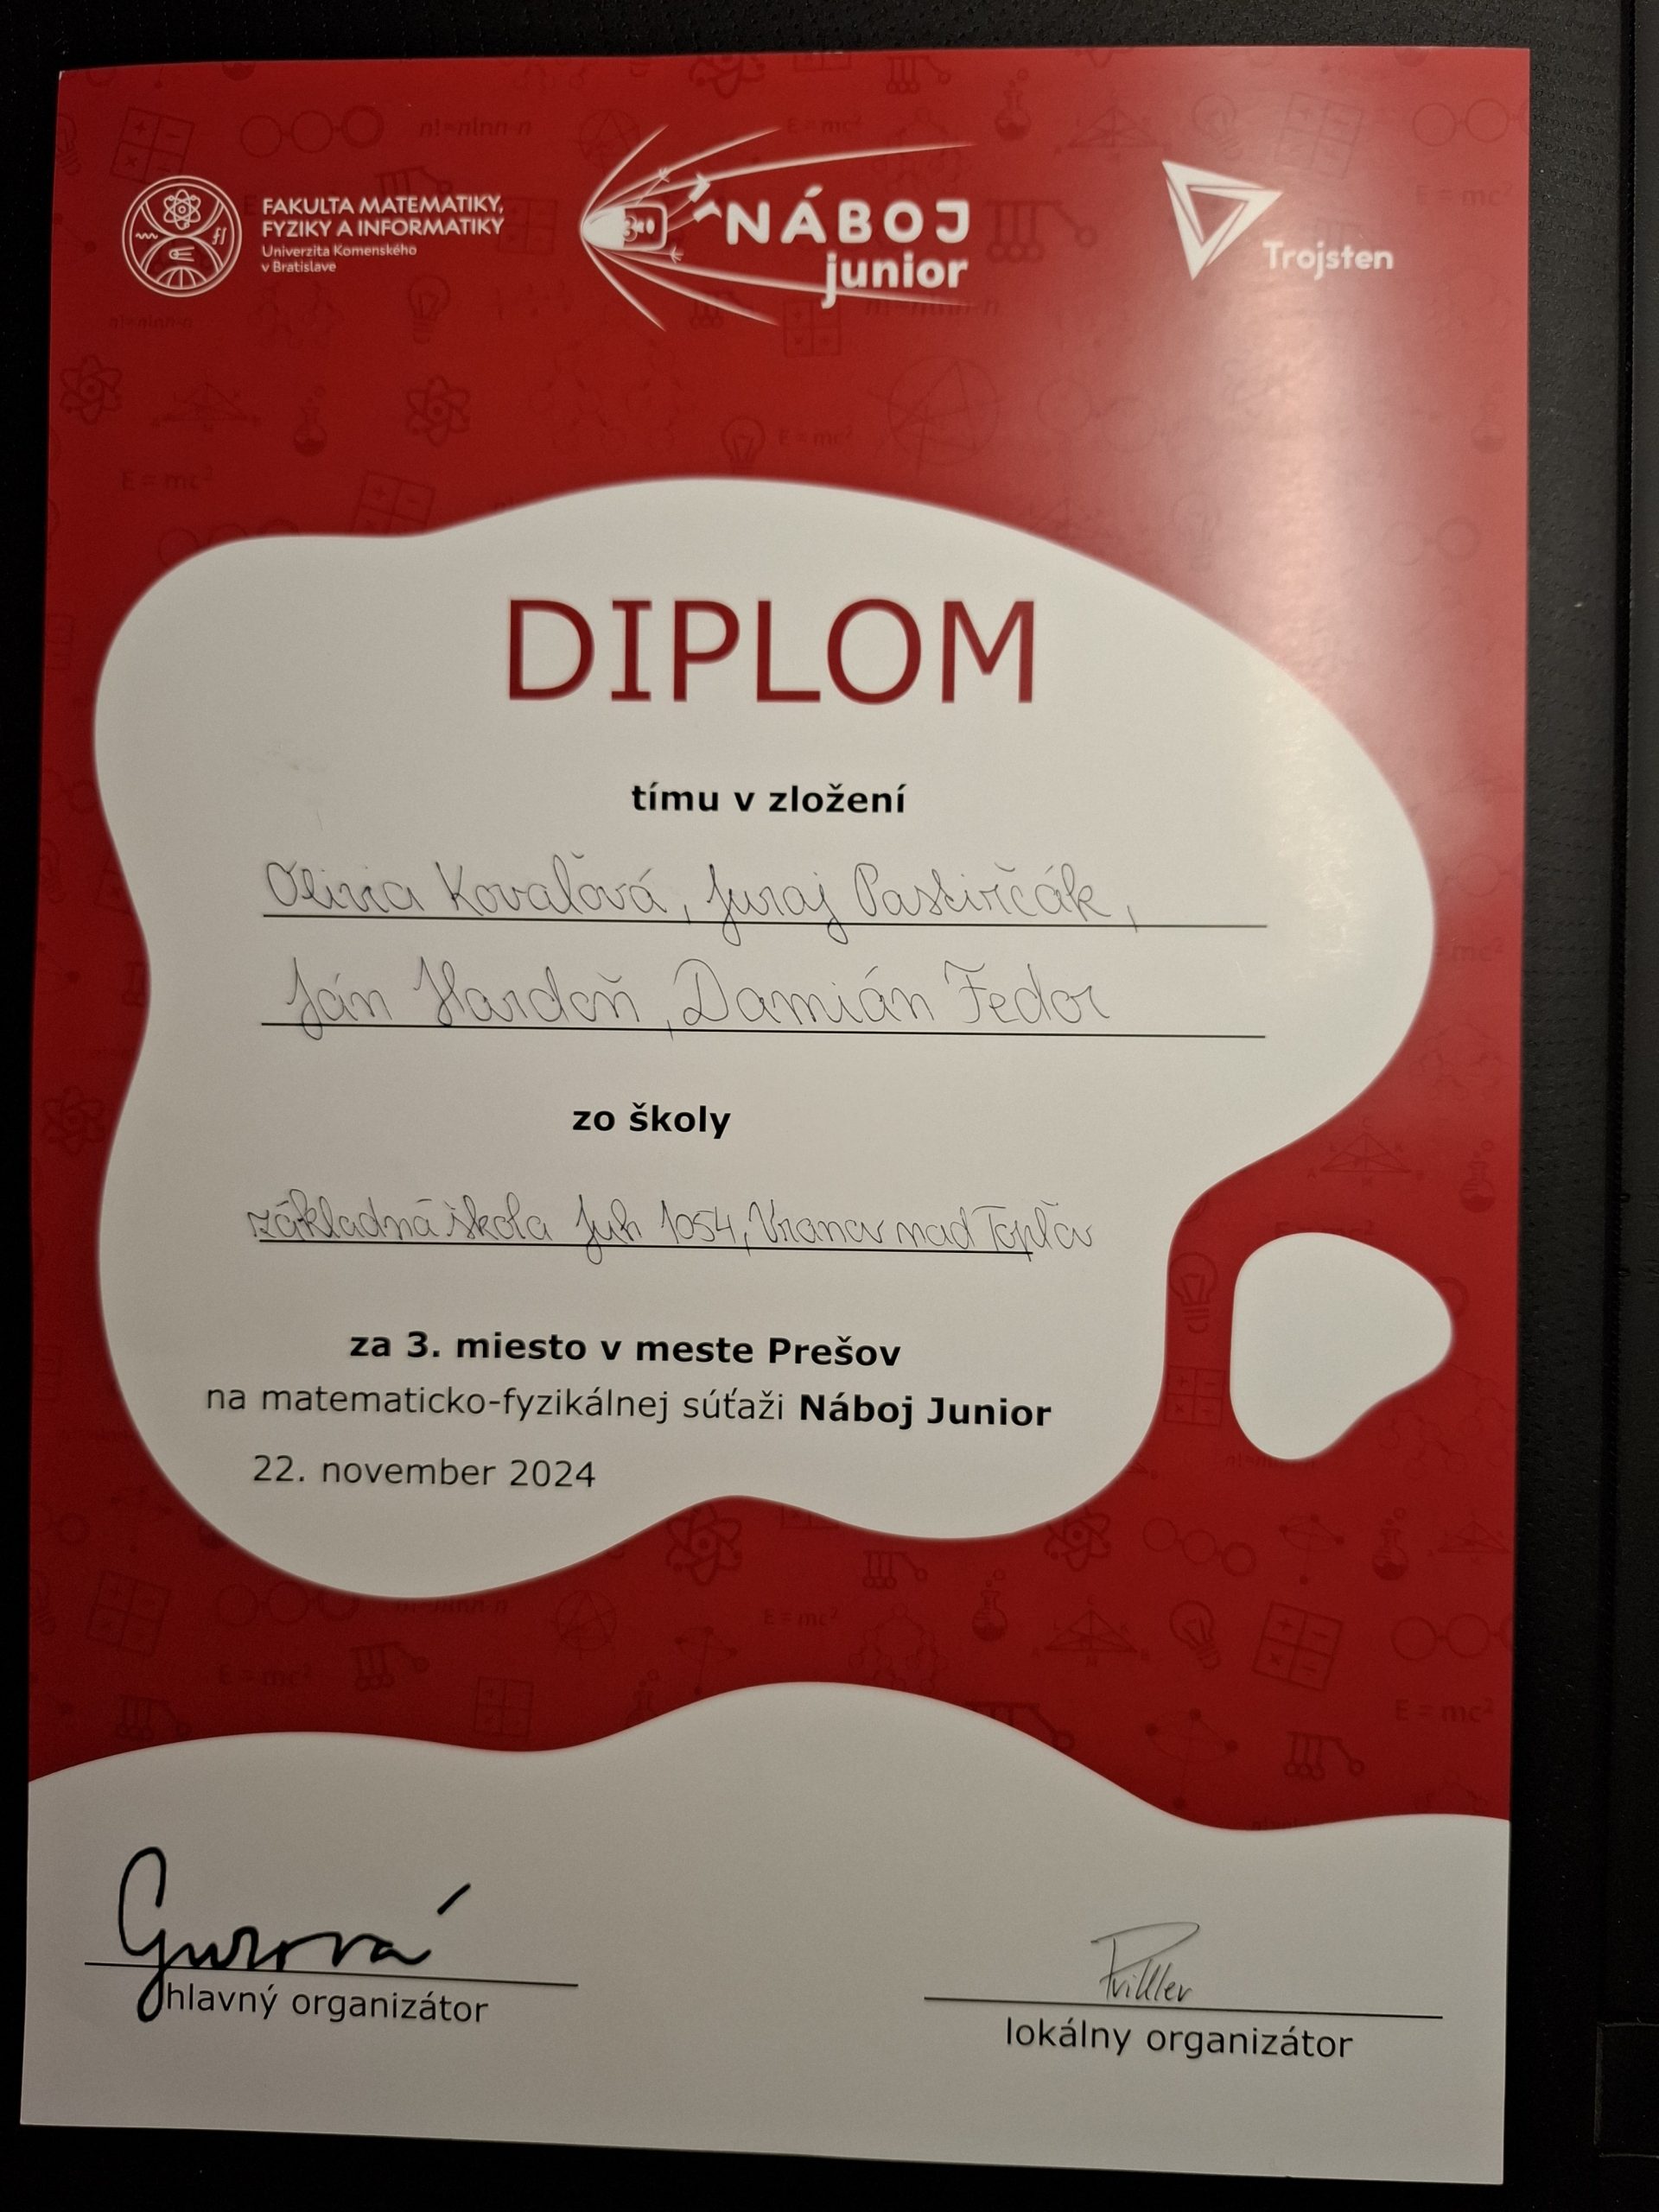 FAKULTA MATEMATIKY,
FYZIKY A INFORMATIKY
Univerzita Komenského
v Bratislave
NÁBOJ
junior
Trojsten
DIPLOM
tímu v zložení
Olivia Kovaľová, Juraj Pastirčák,
Ján Hardoň, Damián Fedor
zo školy
základná škola Juh 1054, Vranov nad Topľou
za 3. miesto v meste Prešov
na matematicko-fyzikálnej súťaži Náboj Junior
22. november 2024
hlavný organizátor
lokálny organizátor